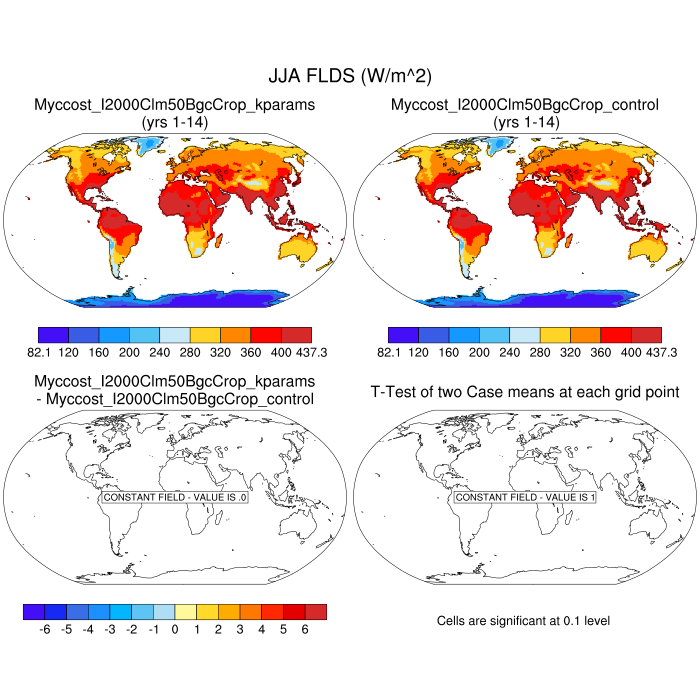 JJA FLDS (W/m^2)
Myccost_I2000Clm50BgcCrop_kparams
(yrs 1-14)
Myccost_I2000Clm50BgcCrop_control
(yrs 1-14)
82.1 120 160 200 240 280 320 360 400 437.3
82.1 120 160 200 240 280 320 360 400 437.3
Myccost_I2000Clm50BgcCrop_kparams
- Myccost_I2000Clm50BgcCrop_control
T-Test of two Case means at each grid point
CONSTANT FIELD - VALUE IS .0
CONSTANT FIELD - VALUE IS 1
-6 -5 -4 -3 -2 -1 0 1 2 3 4 5 6
Cells are significant at 0.1 level